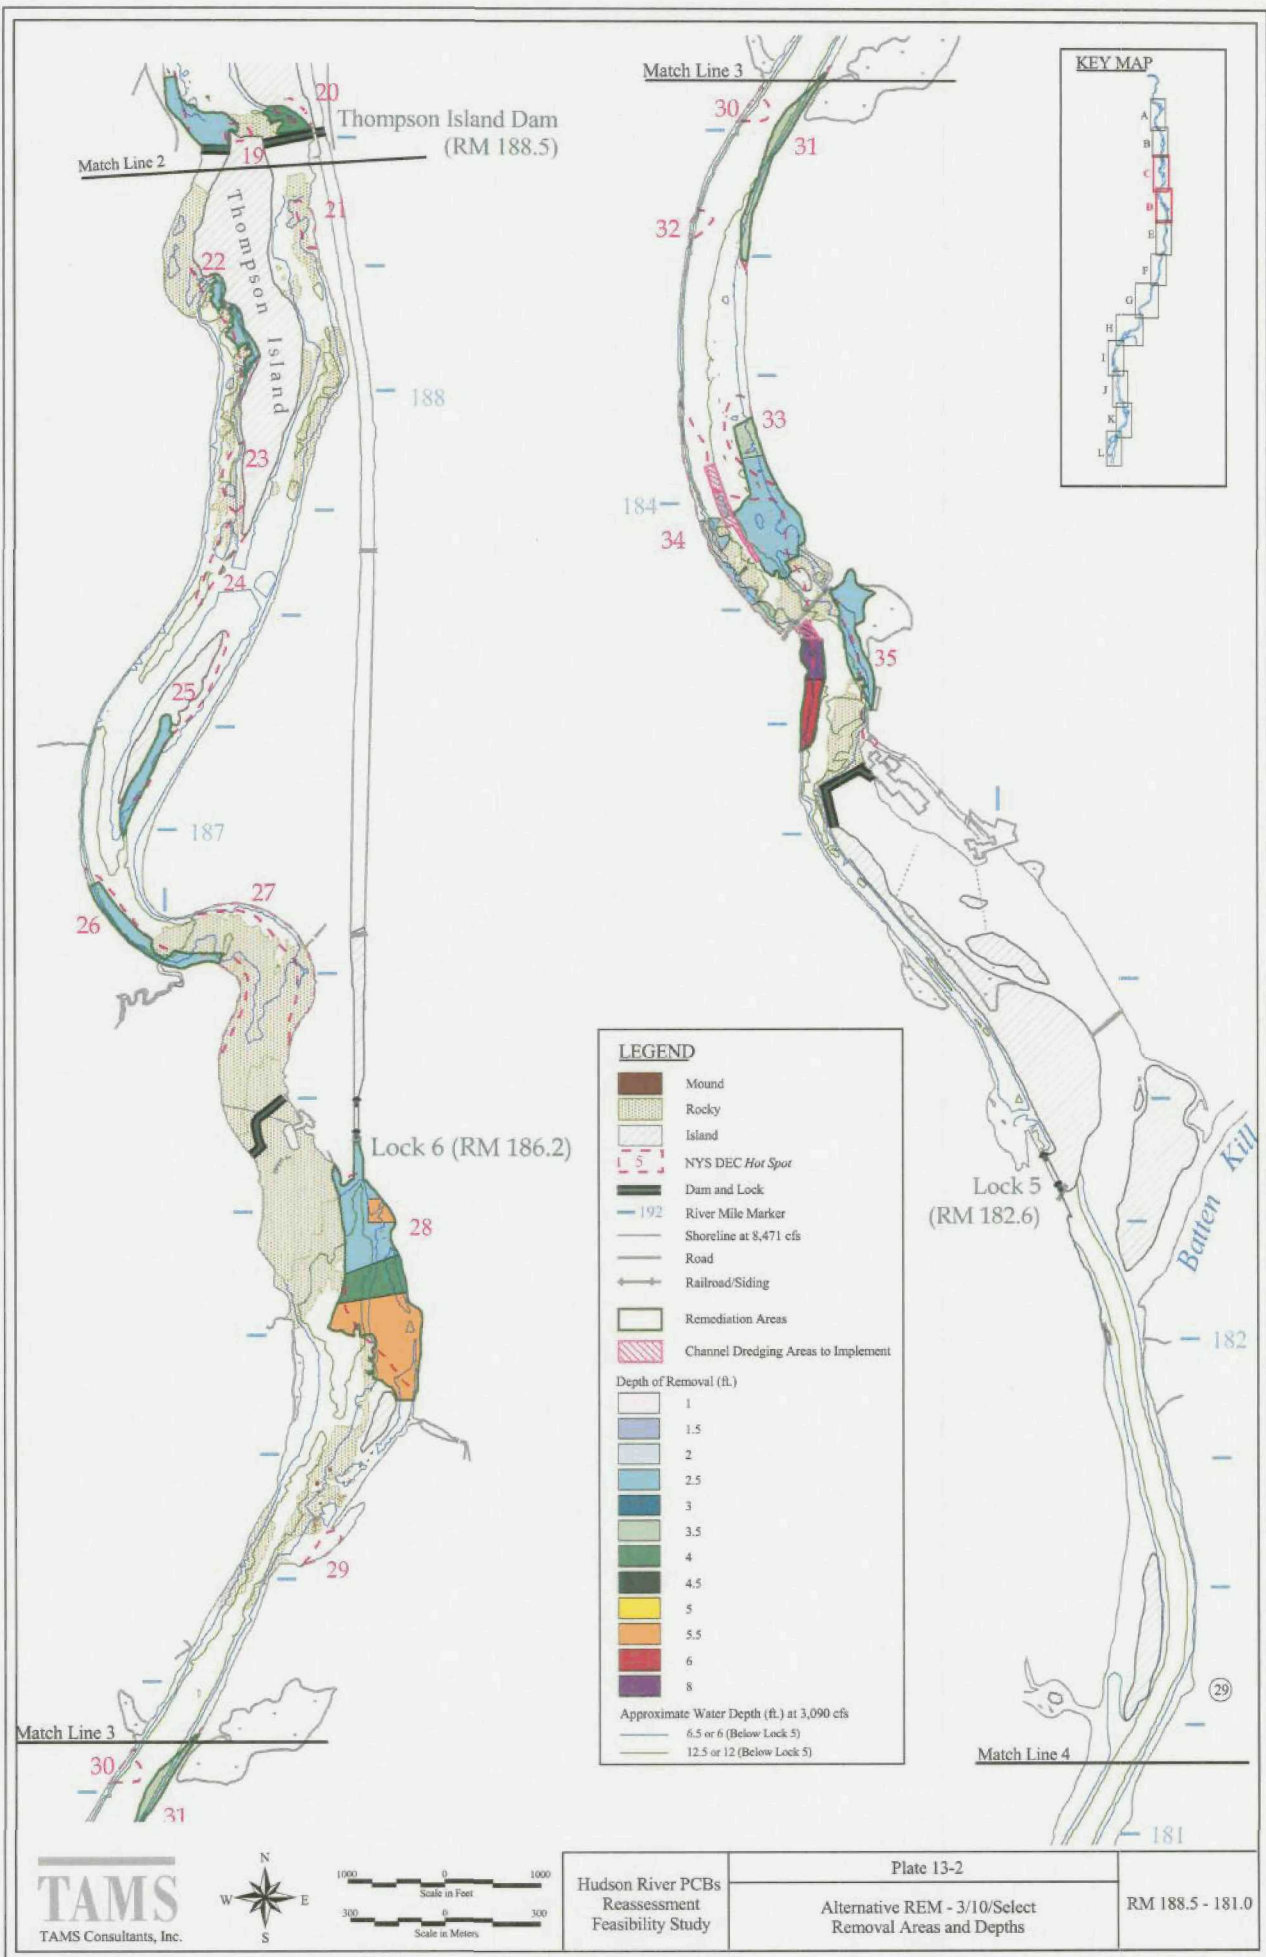 20
Thompson Island Dam
(RM 188.5)
19
Match Line 2
21
Thompson Island
22
188
23
24
25
187
26
27
Lock 6 (RM 186.2)
28
29
Match Line 3
30
31
Match Line 3
30
31
32
33
184
34
35
Lock 5
(RM 182.6)
Batten Kill
182
29
Match Line 4
181
KEY MAP
A
B
C
D
E
F
G
H
I
J
K
L
LEGEND
Mound
Rocky
Island
5 NYS DEC Hot Spot
Dam and Lock
192 River Mile Marker
Shoreline at 8,471 cfs
Road
Railroad/Siding
Remediation Areas
Channel Dredging Areas to Implement
Depth of Removal (ft.)
1
1.5
2
2.5
3
3.5
4
4.5
5
5.5
6
8
Approximate Water Depth (ft.) at 3,090 cfs
6.5 or 6 (Below Lock 5)
12.5 or 12 (Below Lock 5)
TAMS
TAMS Consultants, Inc.
N
W E
S
1000 0 1000
Scale in Feet
300 0 300
Scale in Meters
Hudson River PCBs
Reassessment
Feasibility Study
Plate 13-2
Alternative REM - 3/10/Select
Removal Areas and Depths
RM 188.5 - 181.0